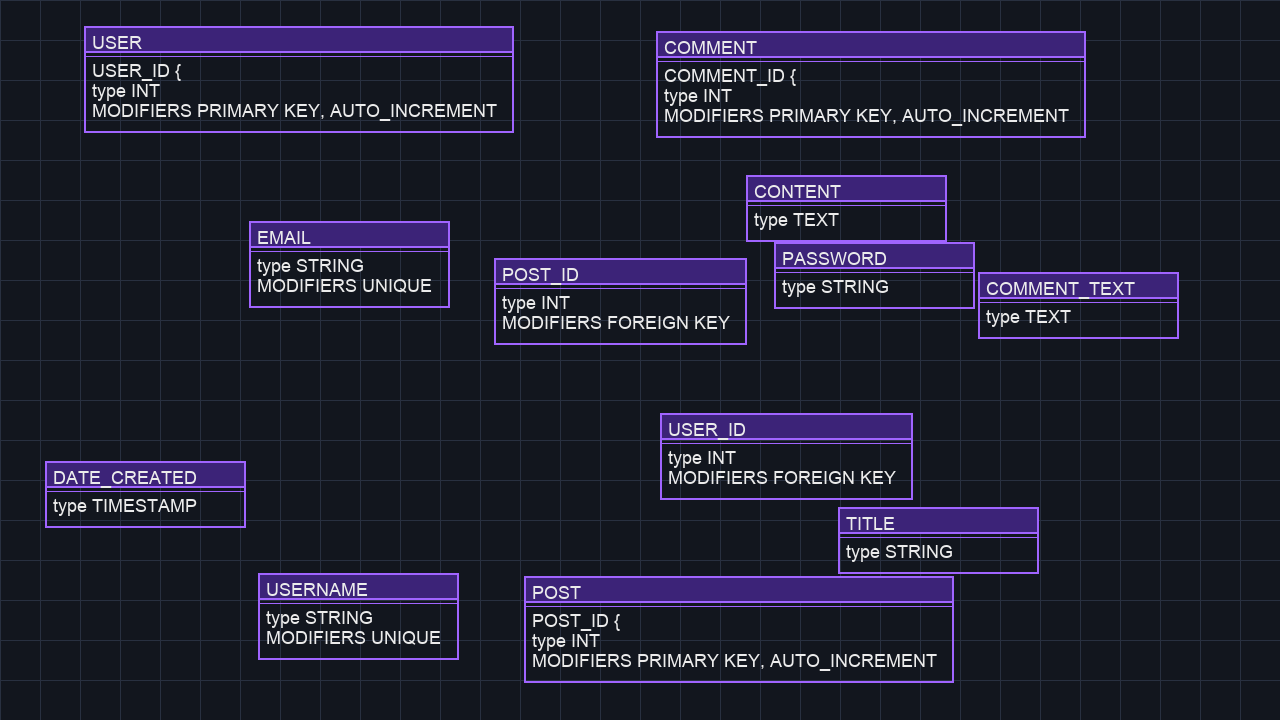 USER
USER_ID {
type INT
MODIFIERS PRIMARY KEY, AUTO_INCREMENT
COMMENT
COMMENT_ID {
type INT
MODIFIERS PRIMARY KEY, AUTO_INCREMENT
CONTENT
type TEXT
EMAIL
type STRING
MODIFIERS UNIQUE
POST_ID
type INT
MODIFIERS FOREIGN KEY
PASSWORD
type STRING
COMMENT_TEXT
type TEXT
USER_ID
type INT
MODIFIERS FOREIGN KEY
DATE_CREATED
type TIMESTAMP
TITLE
type STRING
USERNAME
type STRING
MODIFIERS UNIQUE
POST
POST_ID {
type INT
MODIFIERS PRIMARY KEY, AUTO_INCREMENT